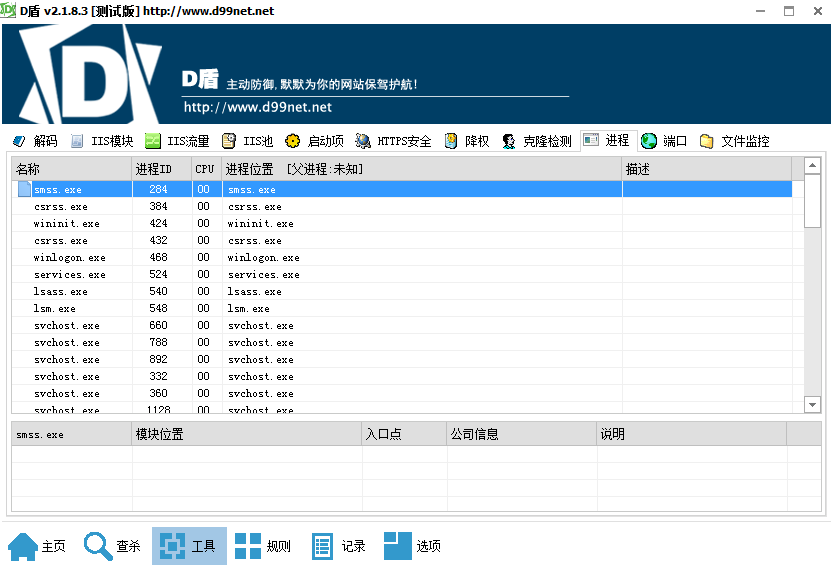 D盾 v2.1.8.3 [测试版] http://www.d99net.net
D
D盾 主动防御,默默为你的网站保驾护航!
http://www.d99net.net
解码 IIS模块 IIS流量 IIS池 启动项 HTTPS安全 降权 克隆检测 进程 端口 文件监控
名称 进程ID CPU 进程位置 [父进程:未知] 描述
smss.exe 284 00 smss.exe
csrss.exe 384 00 csrss.exe
wininit.exe 424 00 wininit.exe
csrss.exe 432 00 csrss.exe
winlogon.exe 468 00 winlogon.exe
services.exe 524 00 services.exe
lsass.exe 540 00 lsass.exe
lsm.exe 548 00 lsm.exe
svchost.exe 660 00 svchost.exe
svchost.exe 788 00 svchost.exe
svchost.exe 892 00 svchost.exe
svchost.exe 332 00 svchost.exe
svchost.exe 360 00 svchost.exe
svchost.exe 1128 00 svchost.exe
smss.exe 模块位置 入口点 公司信息 说明
主页 查杀 工具 规则 记录 选项